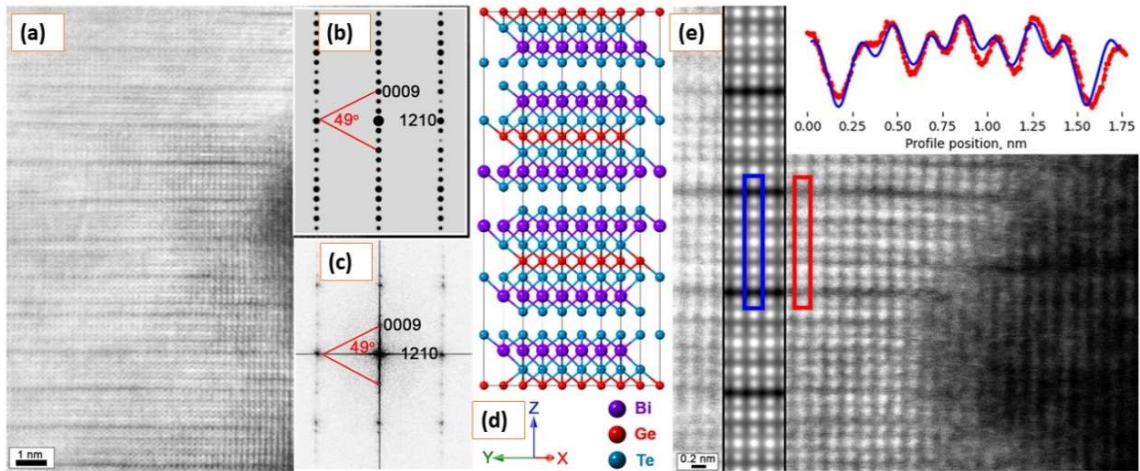 (a)
1 nm
(b)
0009
49°
1210
(c)
0009
49°
1210
(d)
Z
Y
X
Bi
Ge
Te
(e)
0.2 nm
0.00 0.25 0.50 0.75 1.00 1.25 1.50 1.75
Profile position, nm